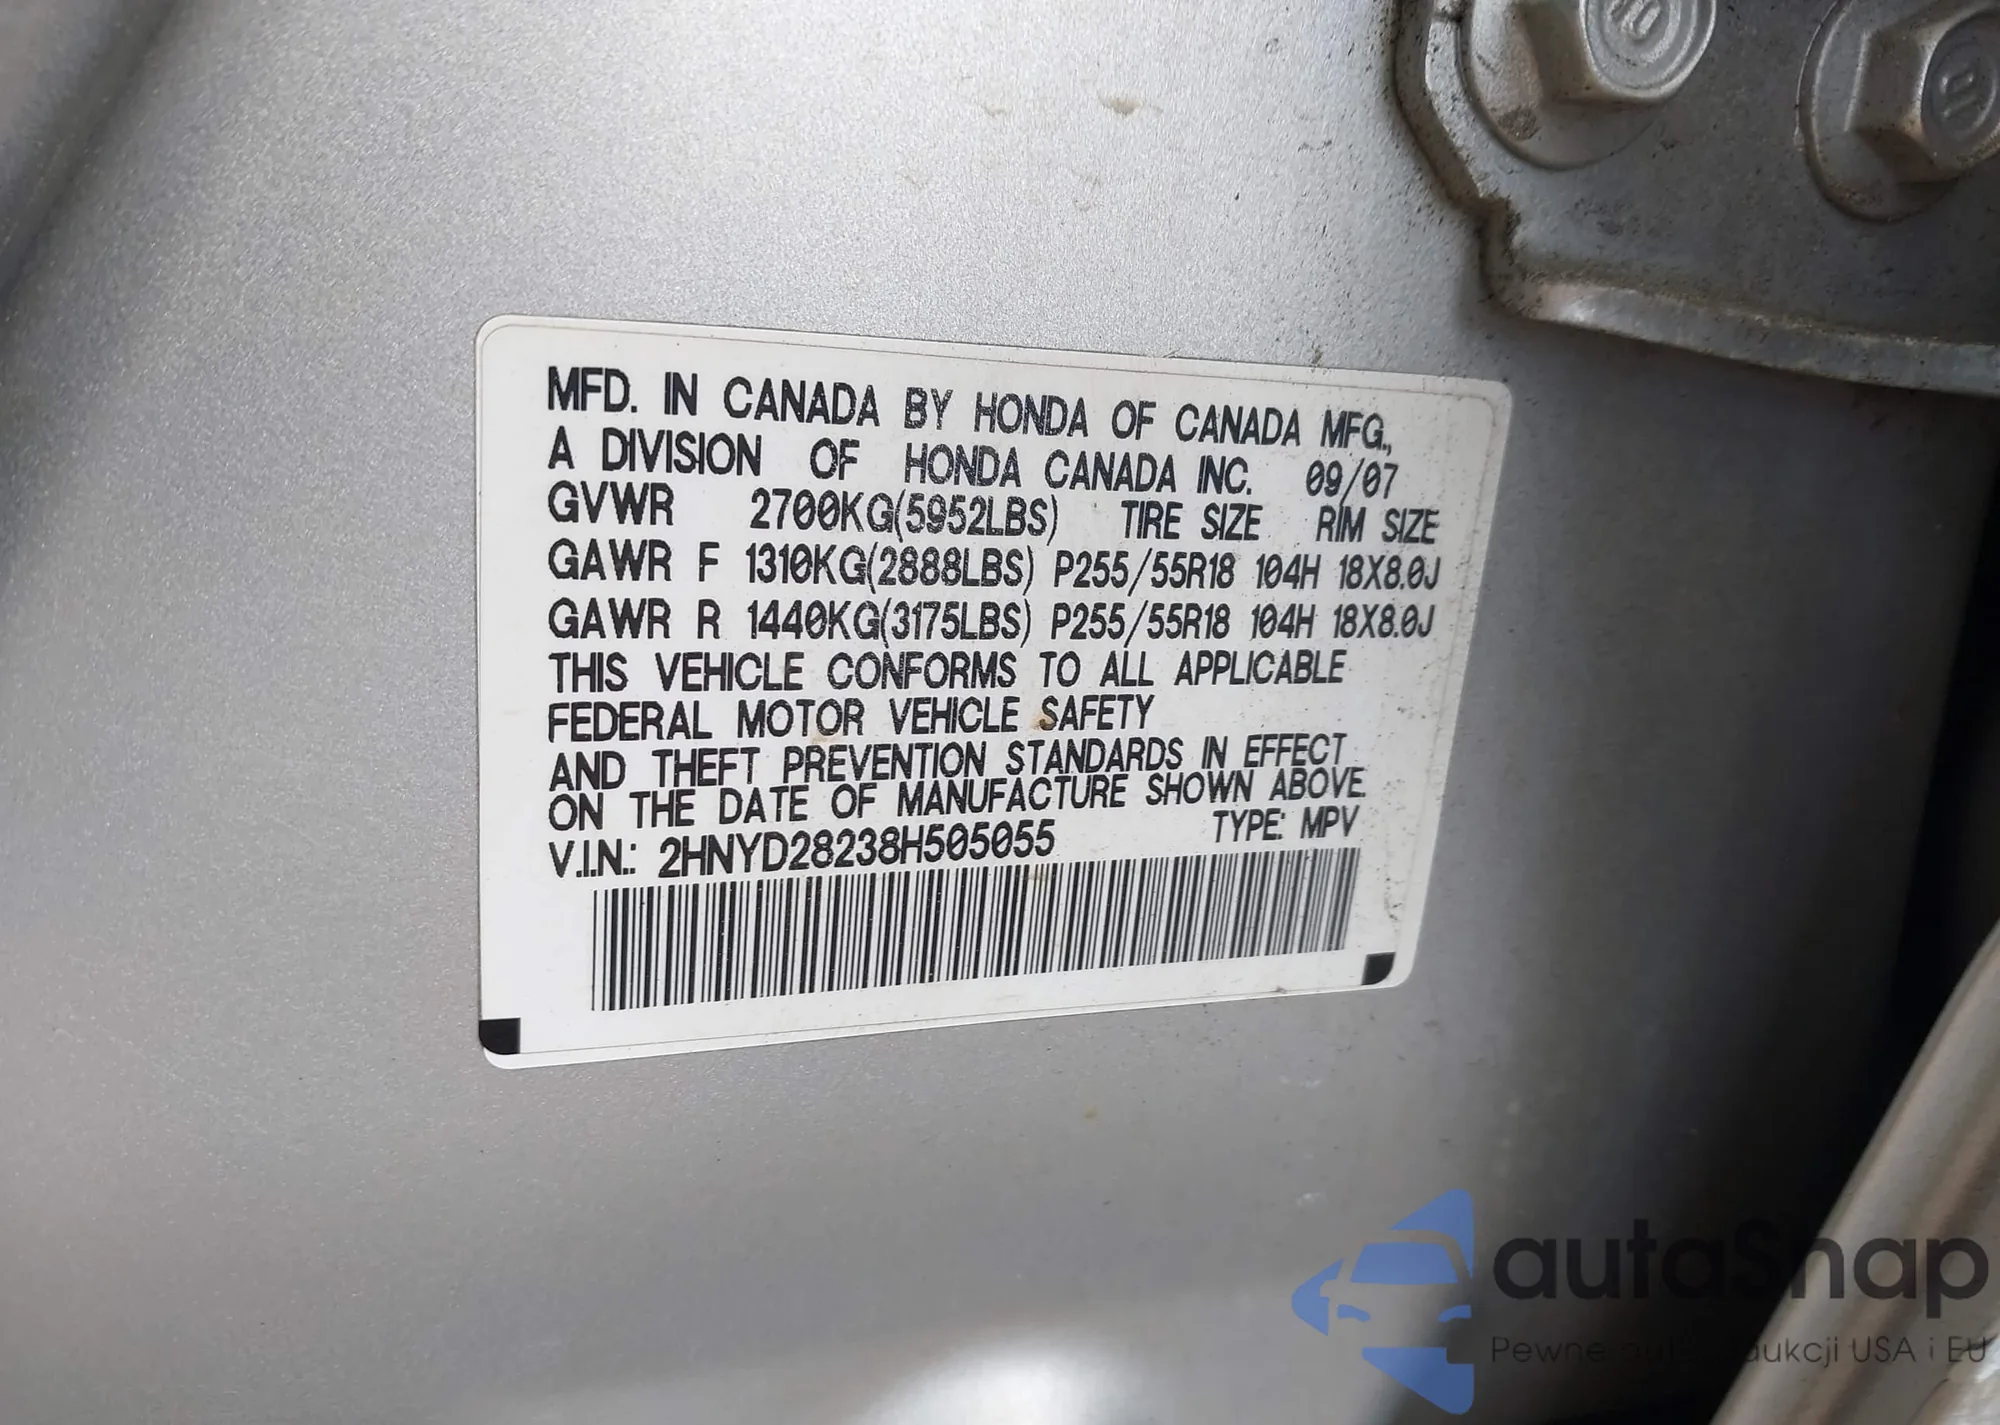 MFD. IN CANADA BY HONDA OF CANADA MFG.,
A DIVISION OF HONDA CANADA INC. 09/07
GVWR 2700KG(5952LBS) TIRE SIZE RIM SIZE
GAWR F 1310KG(2888LBS) P255/55R18 104H 18X8.0J
GAWR R 1440KG(3175LBS) P255/55R18 104H 18X8.0J
THIS VEHICLE CONFORMS TO ALL APPLICABLE
FEDERAL MOTOR VEHICLE SAFETY
AND THEFT PREVENTION STANDARDS IN EFFECT
ON THE DATE OF MANUFACTURE SHOWN ABOVE.
V.I.N.: 2HNYD28238H505055 TYPE: MPV
autaSnap
Pewne USA i EU